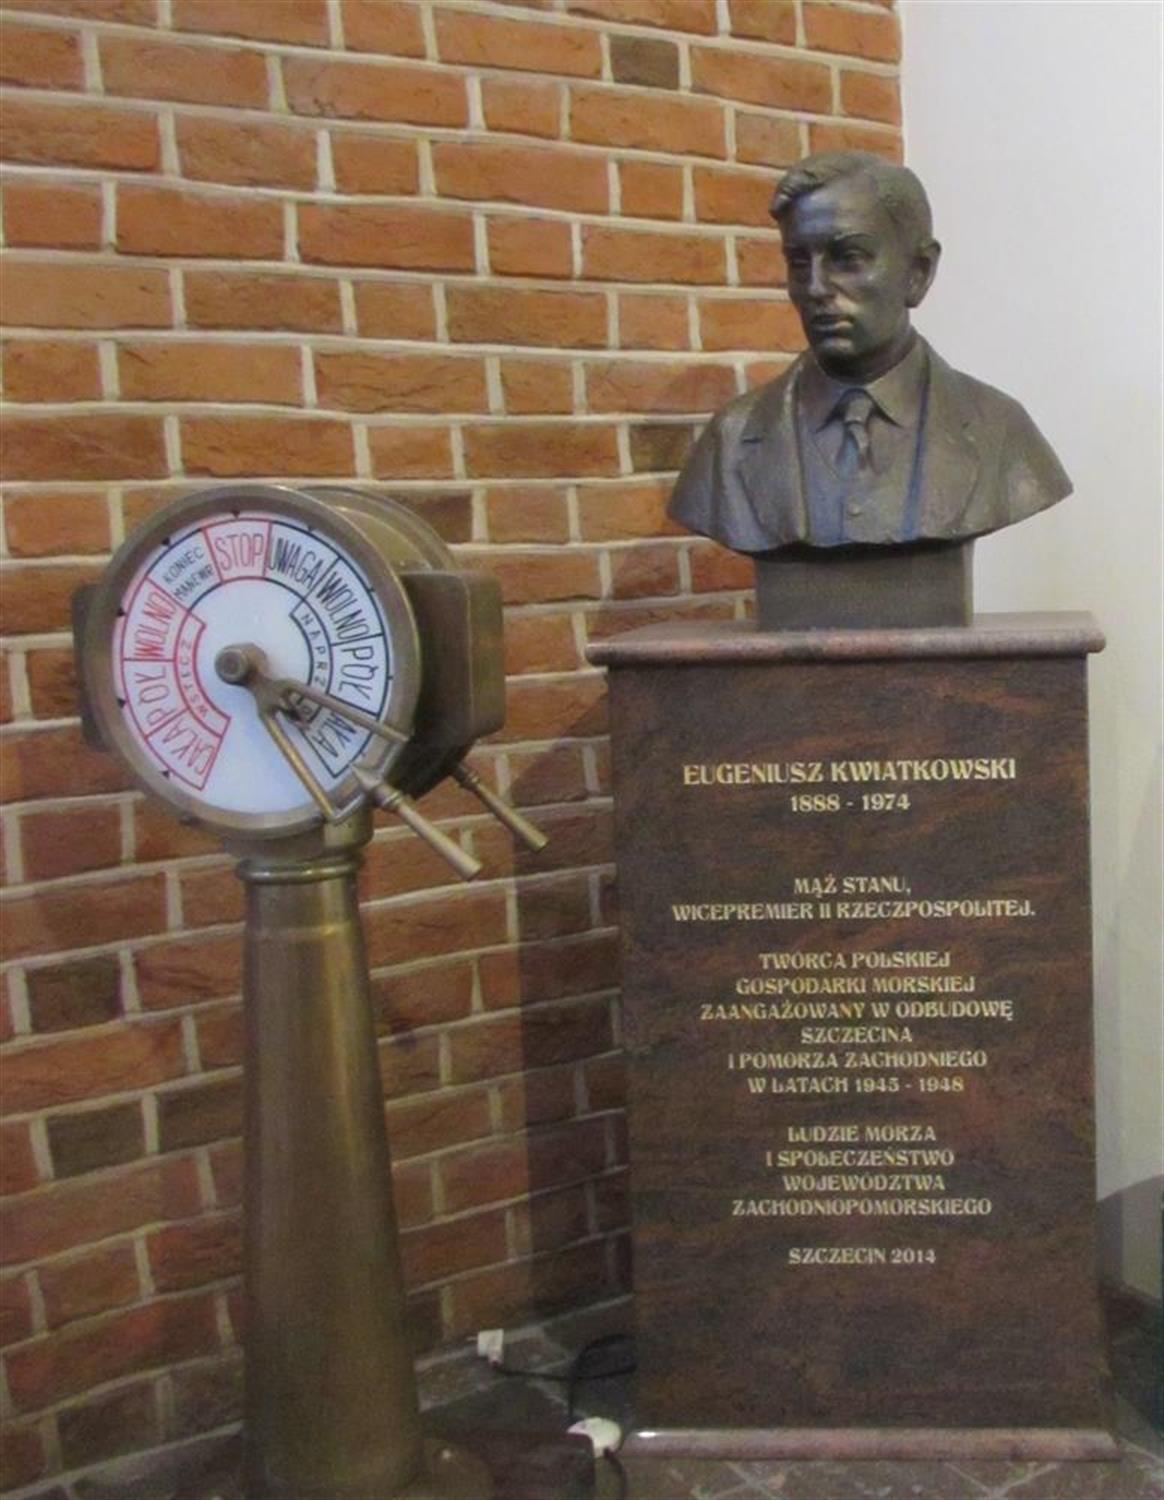 KONIEC
MANEWR
STOP
UWAGA
WOLNO
PÓŁ
CAŁA
NAPRZ
WOLNO
PÓŁ
CAŁA
WSTECZ
EUGENIUSZ KWIATKOWSKI
1888 - 1974
MĄŻ STANU,
WICEPREMIER II RZECZPOSPOLITEJ.
TWÓRCA POLSKIEJ
GOSPODARKI MORSKIEJ
ZAANGAŻOWANY W ODBUDOWĘ
SZCZECINA
I POMORZA ZACHODNIEGO
W LATACH 1945 - 1948
LUDZIE MORZA
I SPOŁECZEŃSTWO
WOJEWÓDZTWA
ZACHODNIOPOMORSKIEGO
SZCZECIN 2014